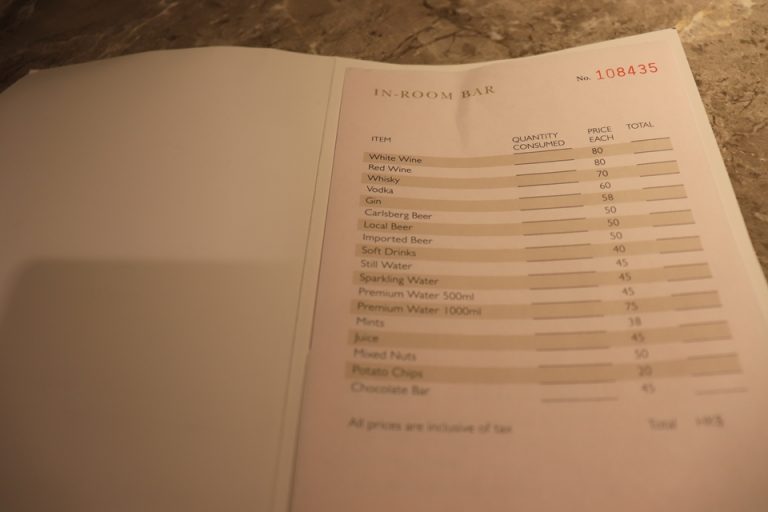 No. 108435
IN-ROOM BAR
ITEM QUANTITY CONSUMED PRICE EACH TOTAL
White Wine 80
Red Wine 80
Whisky 70
Vodka 60
Gin 58
Carlsberg Beer 50
Local Beer 50
Imported Beer 50
Soft Drinks 40
Still Water 45
Sparkling Water 45
Premium Water 500ml 45
Premium Water 1000ml 75
Mints 38
Juice 45
Mixed Nuts 50
Potato Chips
Chocolate Bar 45
All prices are inclusive of tax Total HK$